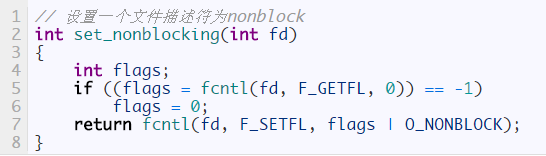 1 // 设置一个文件描述符为nonblock
2 int set_nonblocking(int fd)
3 {
4     int flags;
5     if ((flags = fcntl(fd, F_GETFL, 0)) == -1)
6         flags = 0;
7     return fcntl(fd, F_SETFL, flags | O_NONBLOCK);
8 }